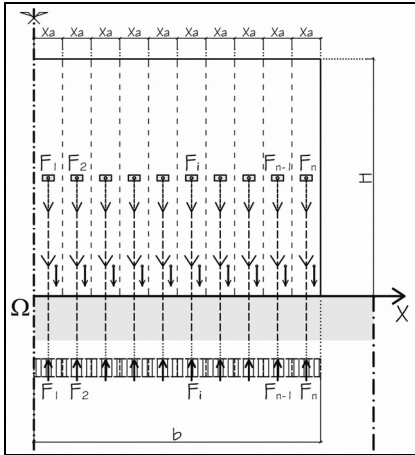 Xa Xa Xa Xa Xa Xa Xa Xa Xa Xa
F1 F2 Fi Fn-1 Fn
H
Ω
X
F1 F2 Fi Fn-1 Fn
b